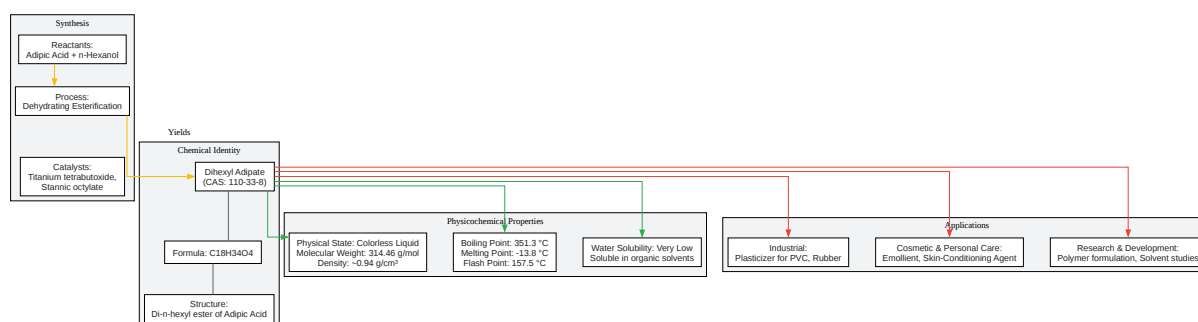 Synthesis
Reactants:
Adipic Acid + n-Hexanol
Process:
Dehydrating Esterification
Catalysts:
Titanium tetrabutoxide,
Stannic octylate
Yields
Chemical Identity
Dihexyl Adipate
(CAS: 110-33-8)
Formula: C18H34O4
Structure:
Di-n-hexyl ester of Adipic Acid
Physicochemical Properties
Physical State: Colorless Liquid
Molecular Weight: 314.46 g/mol
Density: ~0.94 g/cm³
Boiling Point: 351.3 °C
Melting Point: -13.8 °C
Flash Point: 157.5 °C
Water Solubility: Very Low
Soluble in organic solvents
Applications
Industrial:
Plasticizer for PVC, Rubber
Cosmetic & Personal Care:
Emollient, Skin-Conditioning Agent
Research & Development:
Polymer formulation, Solvent studies